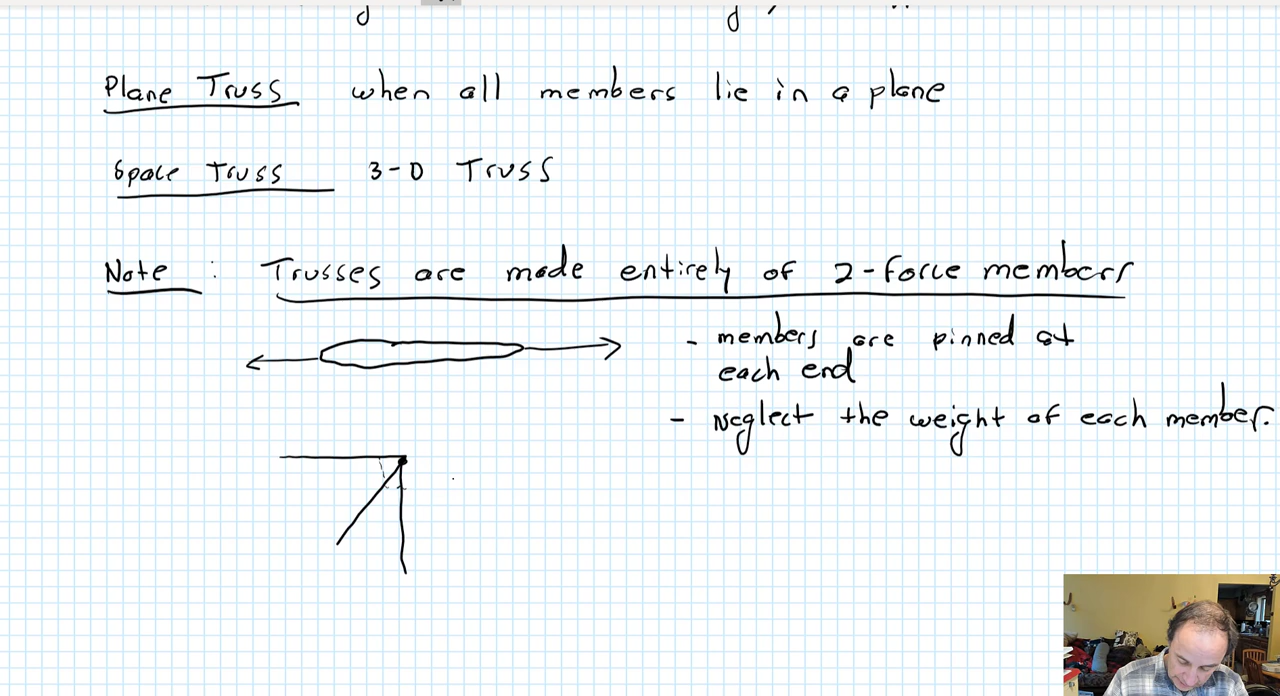 Plane Truss when all members lie in a plane
Space Truss 3-D Truss
Note : Trusses are made entirely of 2-force members
- members are pinned at
each end
- Neglect the weight of each member.